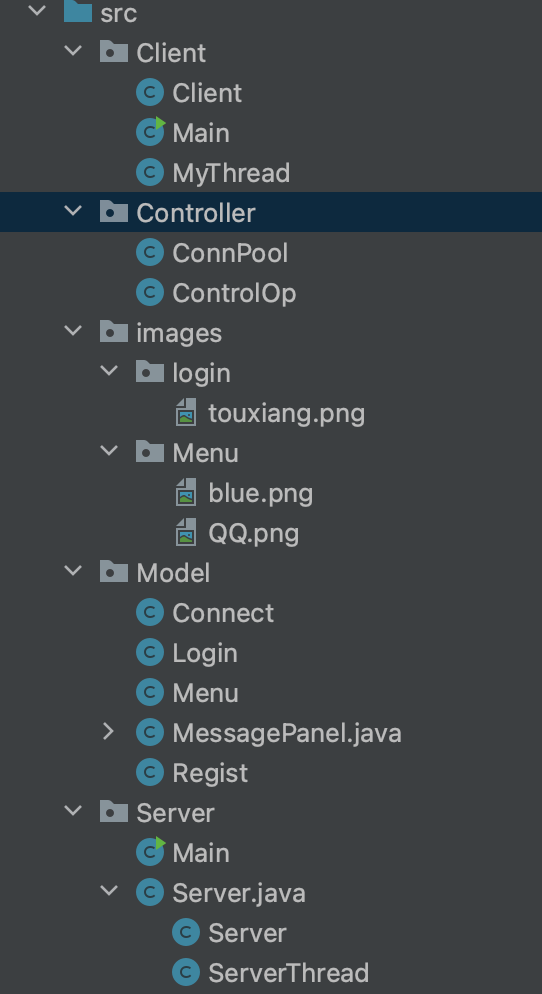 src
Client
Client
Main
MyThread
Controller
ConnPool
ControlOp
images
login
touxiang.png
Menu
blue.png
QQ.png
Model
Connect
Login
Menu
MessagePanel.java
Regist
Server
Main
Server.java
Server
ServerThread